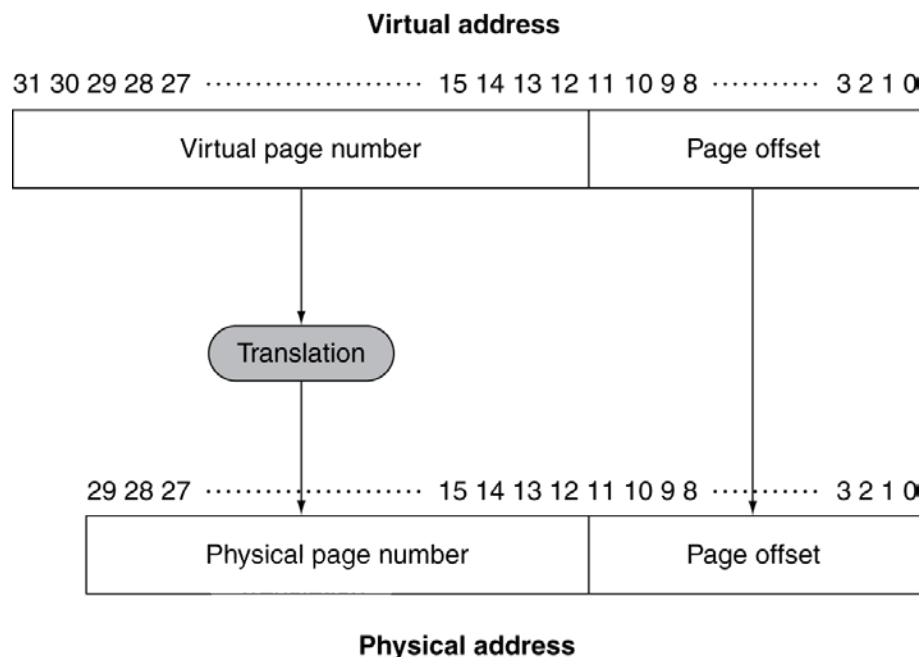 Virtual address
31 30 29 28 27 ····················· 15 14 13 12 11 10 9 8 ·········· 3 2 1 0
Virtual page number Page offset
Translation
29 28 27 ····················· 15 14 13 12 11 10 9 8 ·········· 3 2 1 0
Physical page number Page offset
Physical address